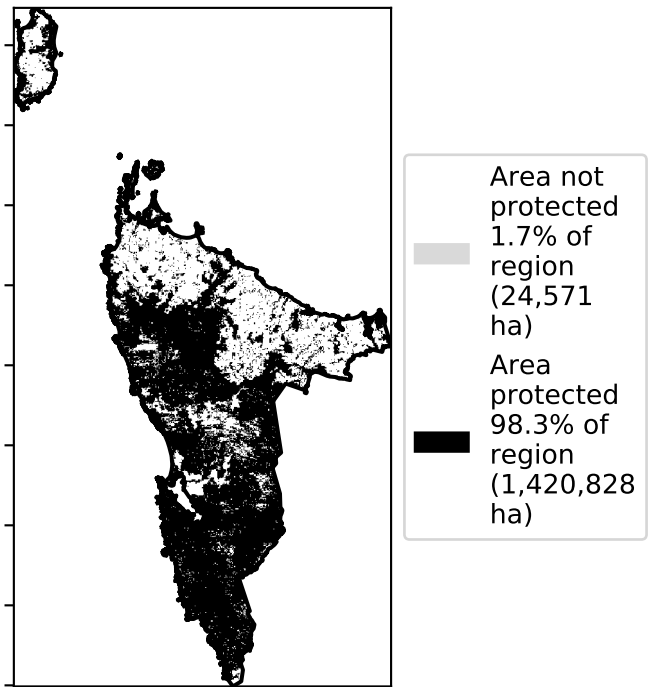 Area not
protected
1.7% of
region
(24,571
ha)
Area
protected
98.3% of
region
(1,420,828
ha)